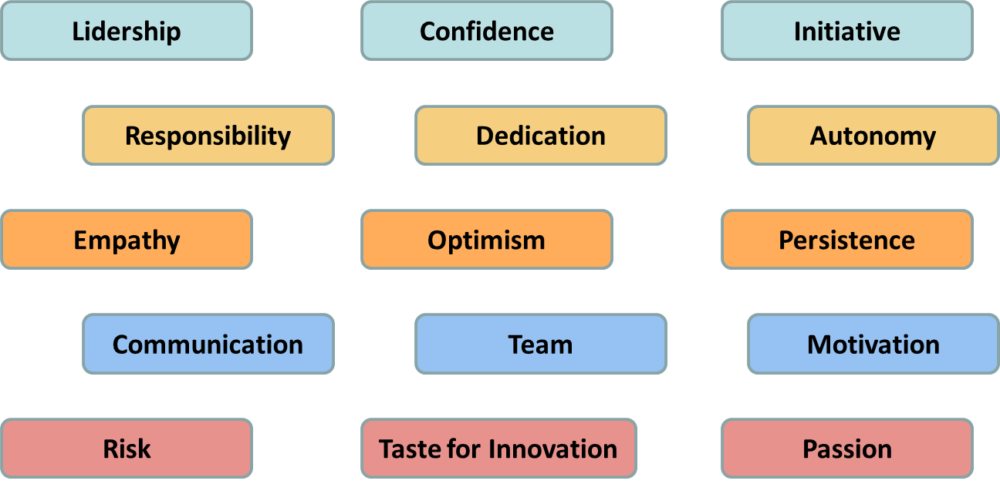 Lidership
Confidence
Initiative
Responsibility
Dedication
Autonomy
Empathy
Optimism
Persistence
Communication
Team
Motivation
Risk
Taste for Innovation
Passion